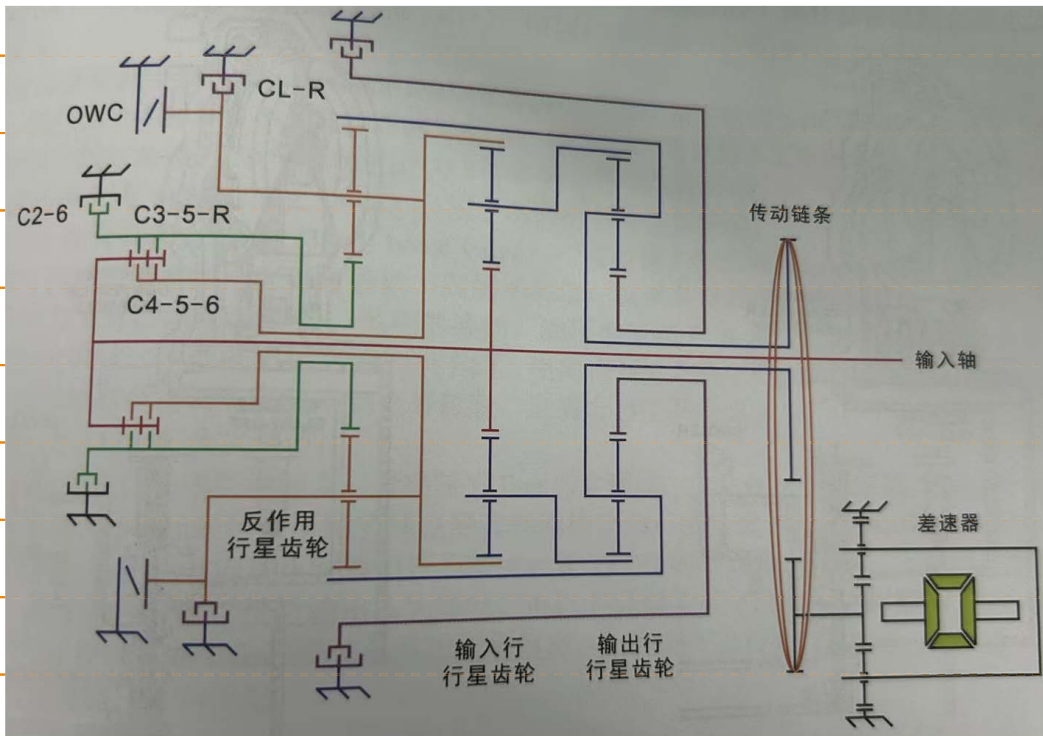 CL-R
OWC
C2-6
C3-5-R
C4-5-6
传动链条
输入轴
反作用
行星齿轮
输入行
行星齿轮
输出行
行星齿轮
差速器